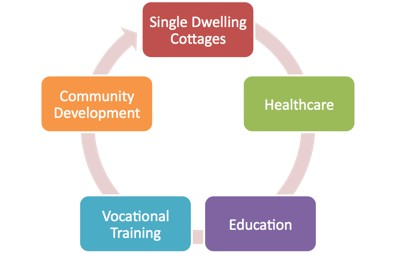 Single Dwelling
Cottages
Healthcare
Education
Vocational
Training
Community
Development